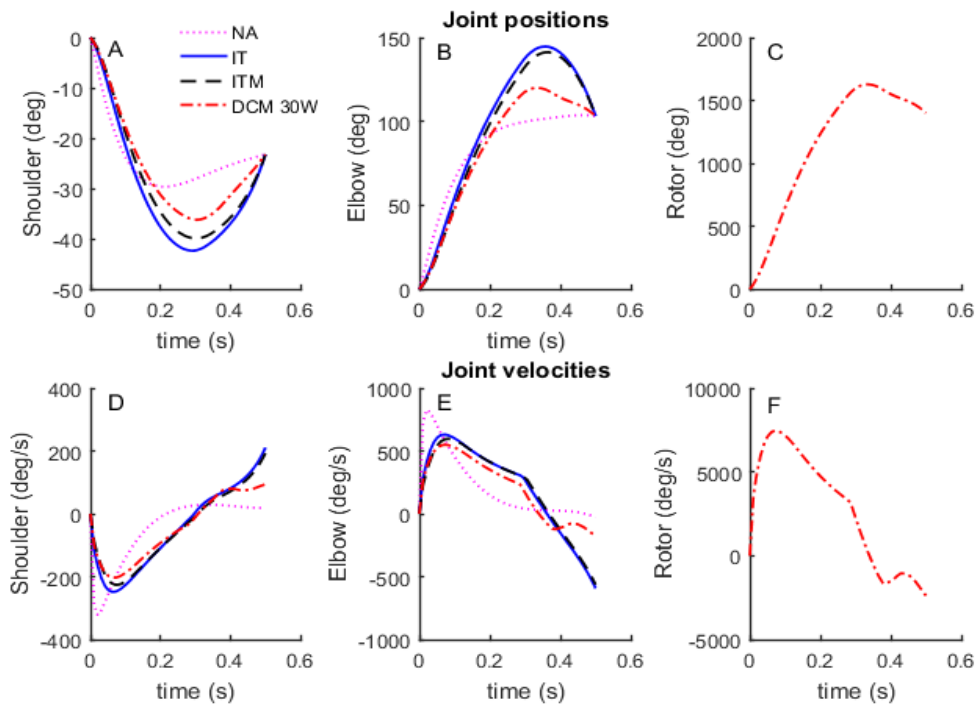 Joint positions
A
NA
IT
ITM
DCM 30W
0
-10
-20
-30
-40
-50
Shoulder (deg)
0 0.2 0.4 0.6
time (s)
B
150
100
50
0
Elbow (deg)
0 0.2 0.4 0.6
time (s)
C
2000
1500
1000
500
0
Rotor (deg)
0 0.2 0.4 0.6
time (s)
Joint velocities
D
400
200
0
-200
-400
Shoulder (deg/s)
0 0.2 0.4 0.6
time (s)
E
1000
500
0
-500
-1000
Elbow (deg/s)
0 0.2 0.4 0.6
time (s)
F
10000
5000
0
-5000
Rotor (deg/s)
0 0.2 0.4 0.6
time (s)